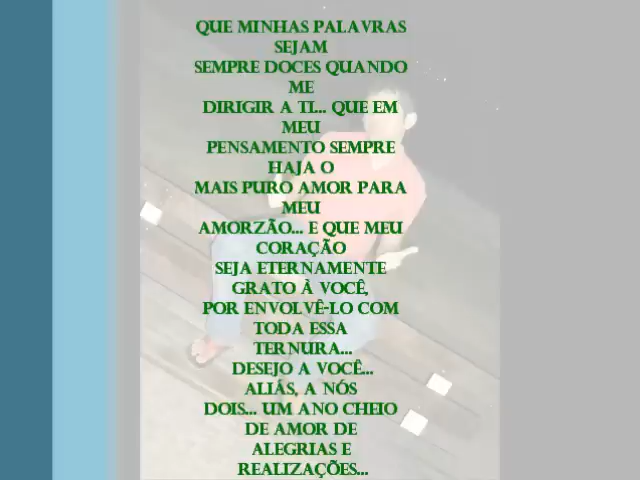 QUE MINHAS PALAVRAS
SEJAM
SEMPRE DOCES QUANDO
ME
DIRIGIR A TI... QUE EM
MEU
PENSAMENTO SEMPRE
HAJA O
MAIS PURO AMOR PARA
MEU
AMORZÃO... E QUE MEU
CORAÇÃO
SEJA ETERNAMENTE
GRATO À VOCÊ,
POR ENVOLVÊ-LO COM
TODA ESSA
TERNURA...
DESEJO A VOCÊ...
ALIÁS, A NÓS
DOIS... UM ANO CHEIO
DE AMOR DE
ALEGRIAS E
REALIZAÇÕES...